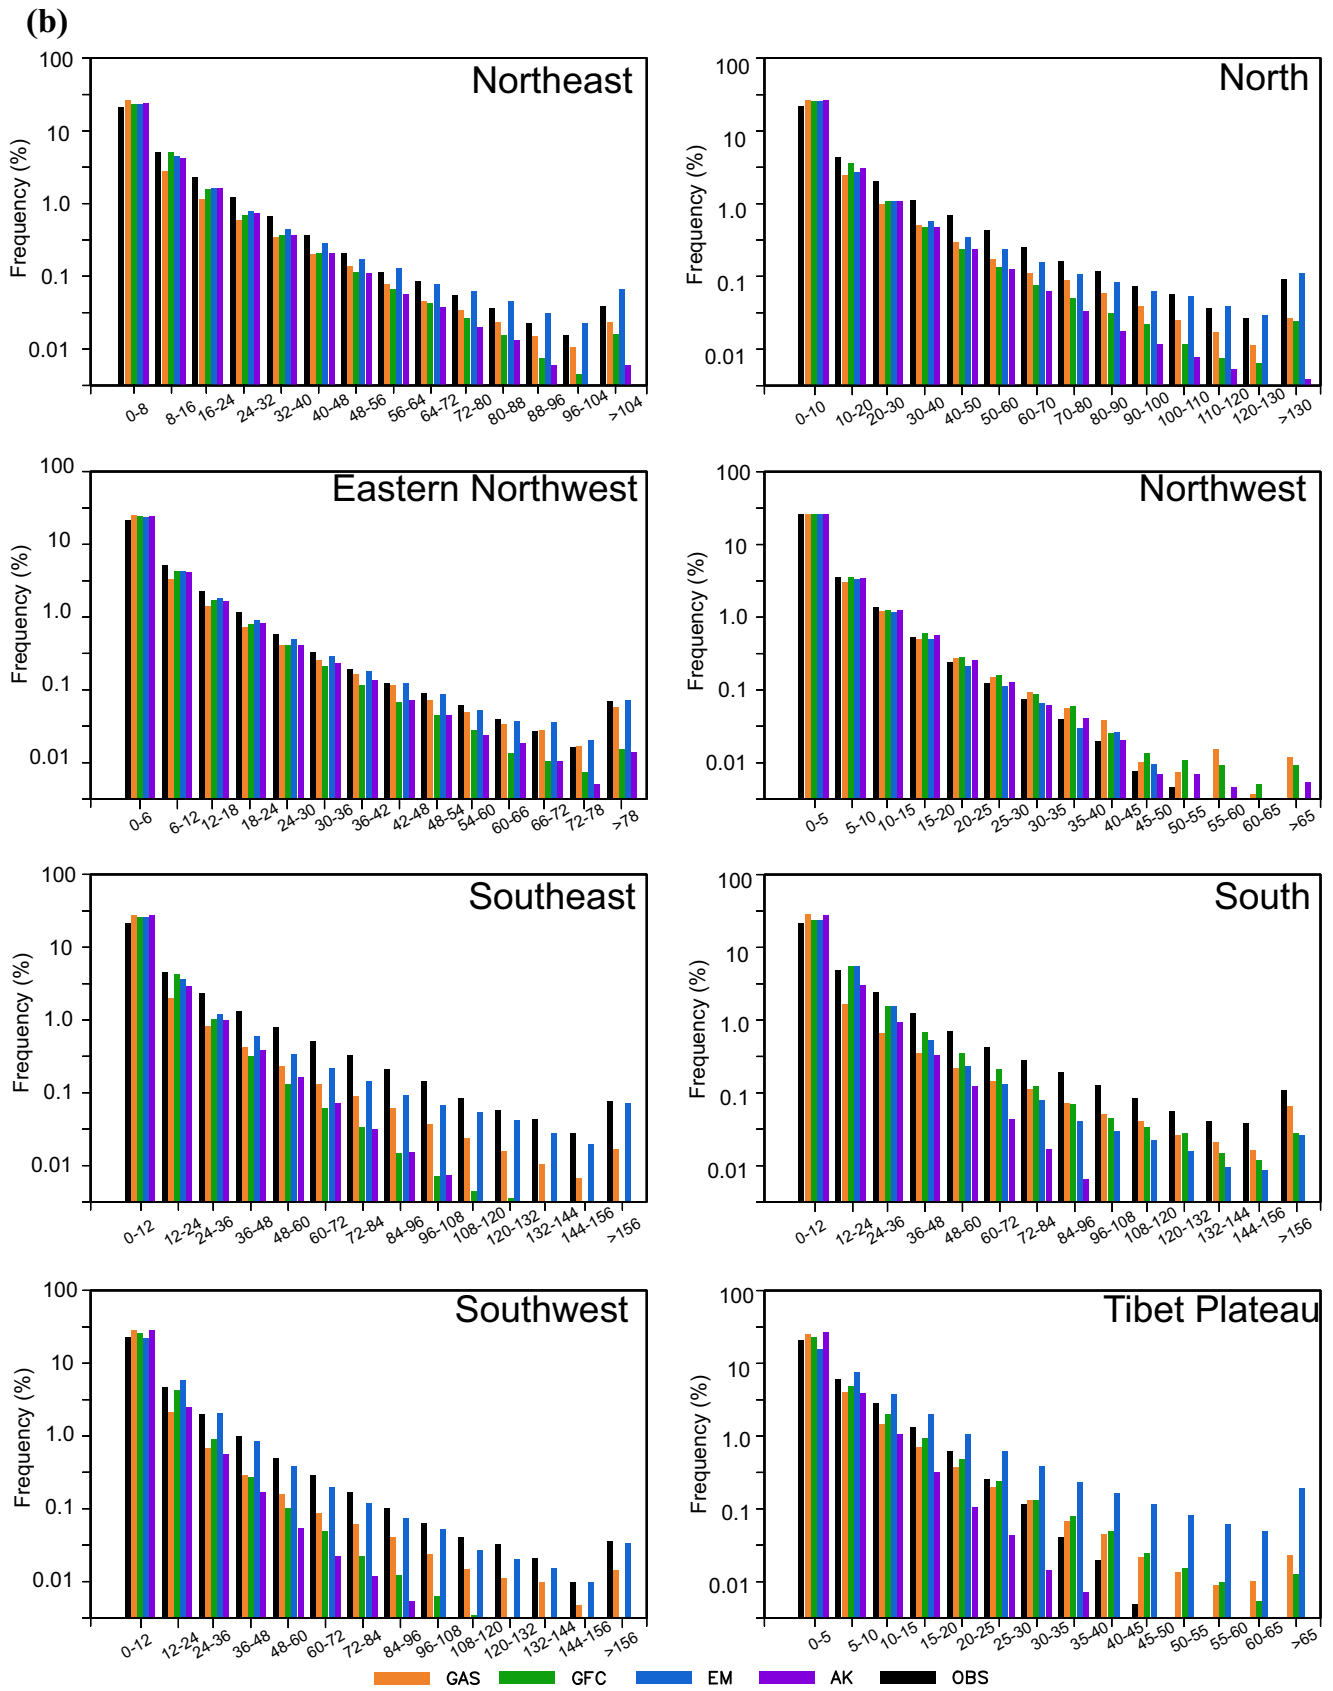 (b)
Northeast
Frequency (%)
100
10
1.0
0.1
0.01
0-8 8-16 16-24 24-32 32-40 40-48 48-56 56-64 64-72 72-80 80-88 88-96 96-104 >104
North
Frequency (%)
100
10
1.0
0.1
0.01
0-10 10-20 20-30 30-40 40-50 50-60 60-70 70-80 80-90 90-100 100-110 110-120 120-130 >130
Eastern Northwest
Frequency (%)
100
10
1.0
0.1
0.01
0-6 6-12 12-18 18-24 24-30 30-36 36-42 42-48 48-54 54-60 60-66 66-72 72-78 >78
Northwest
Frequency (%)
100
10
1.0
0.1
0.01
0-5 5-10 10-15 15-20 20-25 25-30 30-35 35-40 40-45 45-50 50-55 55-60 60-65 >65
Southeast
Frequency (%)
100
10
1.0
0.1
0.01
0-12 12-24 24-36 36-48 48-60 60-72 72-84 84-96 96-108 108-120 120-132 132-144 144-156 >156
South
Frequency (%)
100
10
1.0
0.1
0.01
0-12 12-24 24-36 36-48 48-60 60-72 72-84 84-96 96-108 108-120 120-132 132-144 144-156 >156
Southwest
Frequency (%)
100
10
1.0
0.1
0.01
0-12 12-24 24-36 36-48 48-60 60-72 72-84 84-96 96-108 108-120 120-132 132-144 144-156 >156
Tibet Plateau
Frequency (%)
100
10
1.0
0.1
0.01
0-5 5-10 10-15 15-20 20-25 25-30 30-35 35-40 40-45 45-50 50-55 55-60 60-65 >65
GAS GFC EM AK OBS